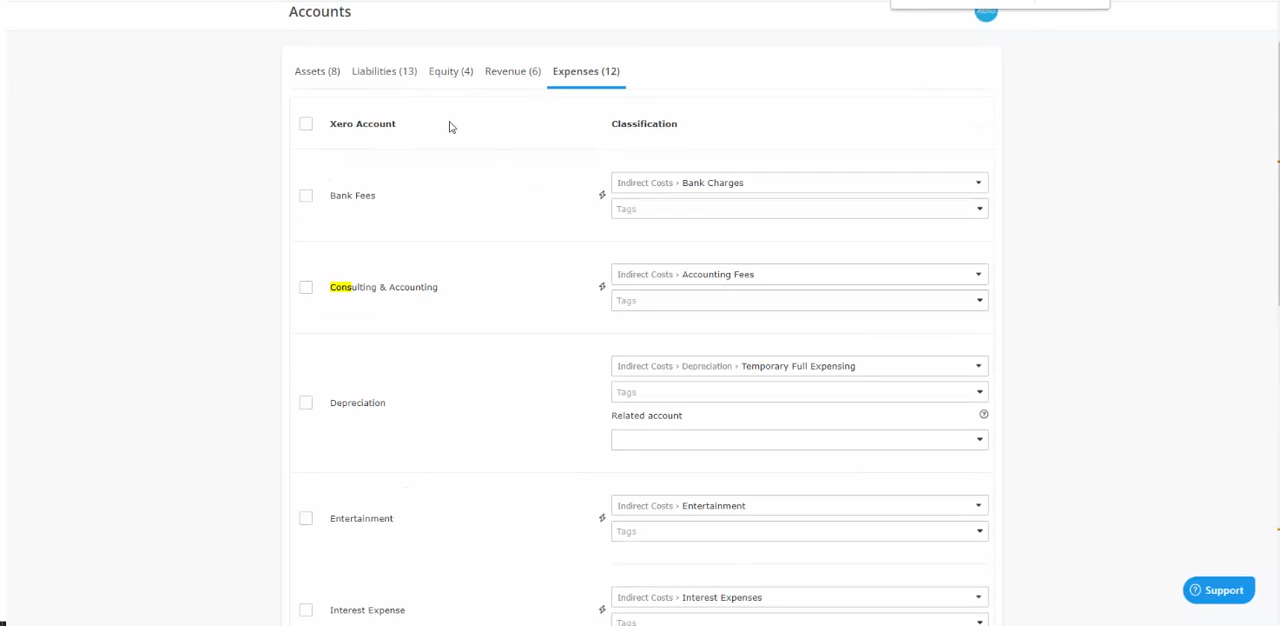 Accounts
Assets (8) Liabilities (13) Equity (4) Revenue (6) Expenses (12)
Xero Account Classification
Indirect Costs › Bank Charges
Bank Fees
Tags
Indirect Costs › Accounting Fees
Consulting & Accounting
Tags
Indirect Costs › Depreciation › Temporary Full Expensing
Tags
Depreciation
Related account
Indirect Costs › Entertainment
Entertainment
Tags
Indirect Costs › Interest Expenses
Interest Expense
Tags
Support